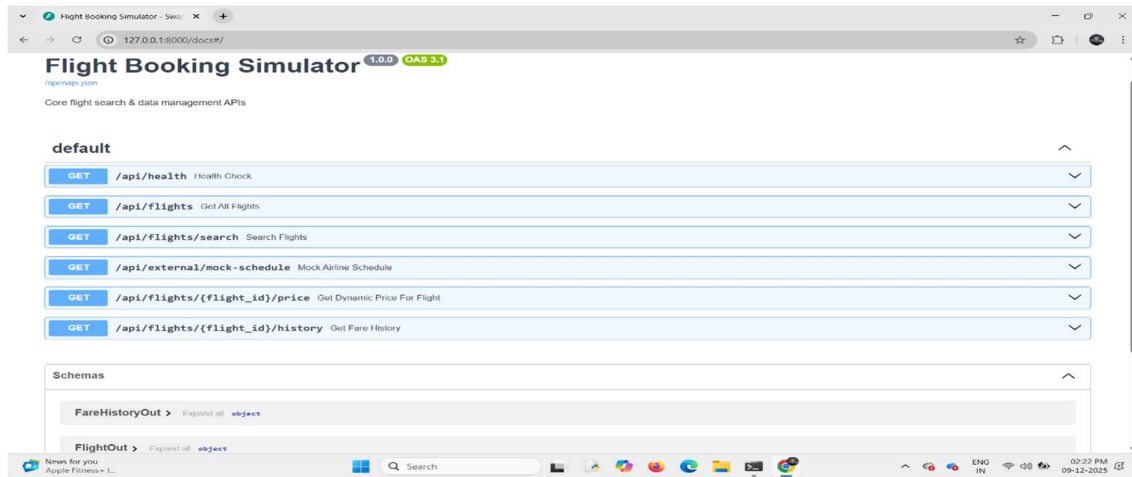 Flight Booking Simulator - Swa
127.0.0.1:8000/docs#/
Flight Booking Simulator 1.0.0 OAS 3.1
/openapi.json
Core flight search & data management APIs
default
GET /api/health Health Check
GET /api/flights Get All Flights
GET /api/flights/search Search Flights
GET /api/external/mock-schedule Mock Airline Schedule
GET /api/flights/{flight_id}/price Get Dynamic Price For Flight
GET /api/flights/{flight_id}/history Get Fare History
Schemas
FareHistoryOut > Expand all object
FlightOut > Expand all object
News for you
Apple Fitness+ l...
Search
ENG
IN
02:22 PM
09-12-2025